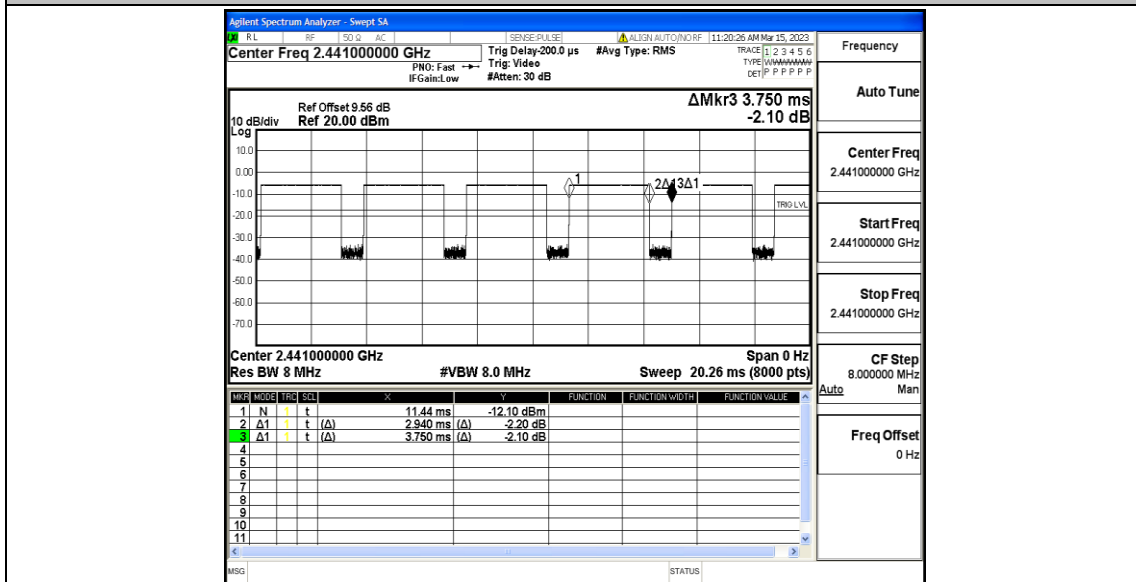 Agilent Spectrum Analyzer - Swept SA
RL RF 50 Ω AC SENSE:PULSE ALIGN AUTO/NO RF 11:20:26 AM Mar 15, 2023
Center Freq 2.441000000 GHz
PNO: Fast
IFGain:Low
Trig Delay-200.0 µs
Trig: Video
#Atten: 30 dB
#Avg Type: RMS
TRACE 1 2 3 4 5 6
TYPE WWWWWW
DET P P P P P P
Ref Offset 9.56 dB
10 dB/div Ref 20.00 dBm
Log
ΔMkr3 3.750 ms
-2.10 dB
10.0
0.00
-10.0
-20.0
-30.0
-40.0
-50.0
-60.0
-70.0
1
2Δ1
3Δ1
TRIG LVL
Center 2.441000000 GHz Span 0 Hz
Res BW 8 MHz #VBW 8.0 MHz Sweep 20.26 ms (8000 pts)
MKR MODE TRC SCL X Y FUNCTION FUNCTION WIDTH FUNCTION VALUE
1 N 1 t 11.44 ms -12.10 dBm
2 Δ1 1 t (Δ) 2.940 ms (Δ) -2.20 dB
3 Δ1 1 t (Δ) 3.750 ms (Δ) -2.10 dB
4
5
6
7
8
9
10
11
MSG STATUS
Frequency
Auto Tune
Center Freq
2.441000000 GHz
Start Freq
2.441000000 GHz
Stop Freq
2.441000000 GHz
CF Step
8.000000 MHz
Auto Man
Freq Offset
0 Hz